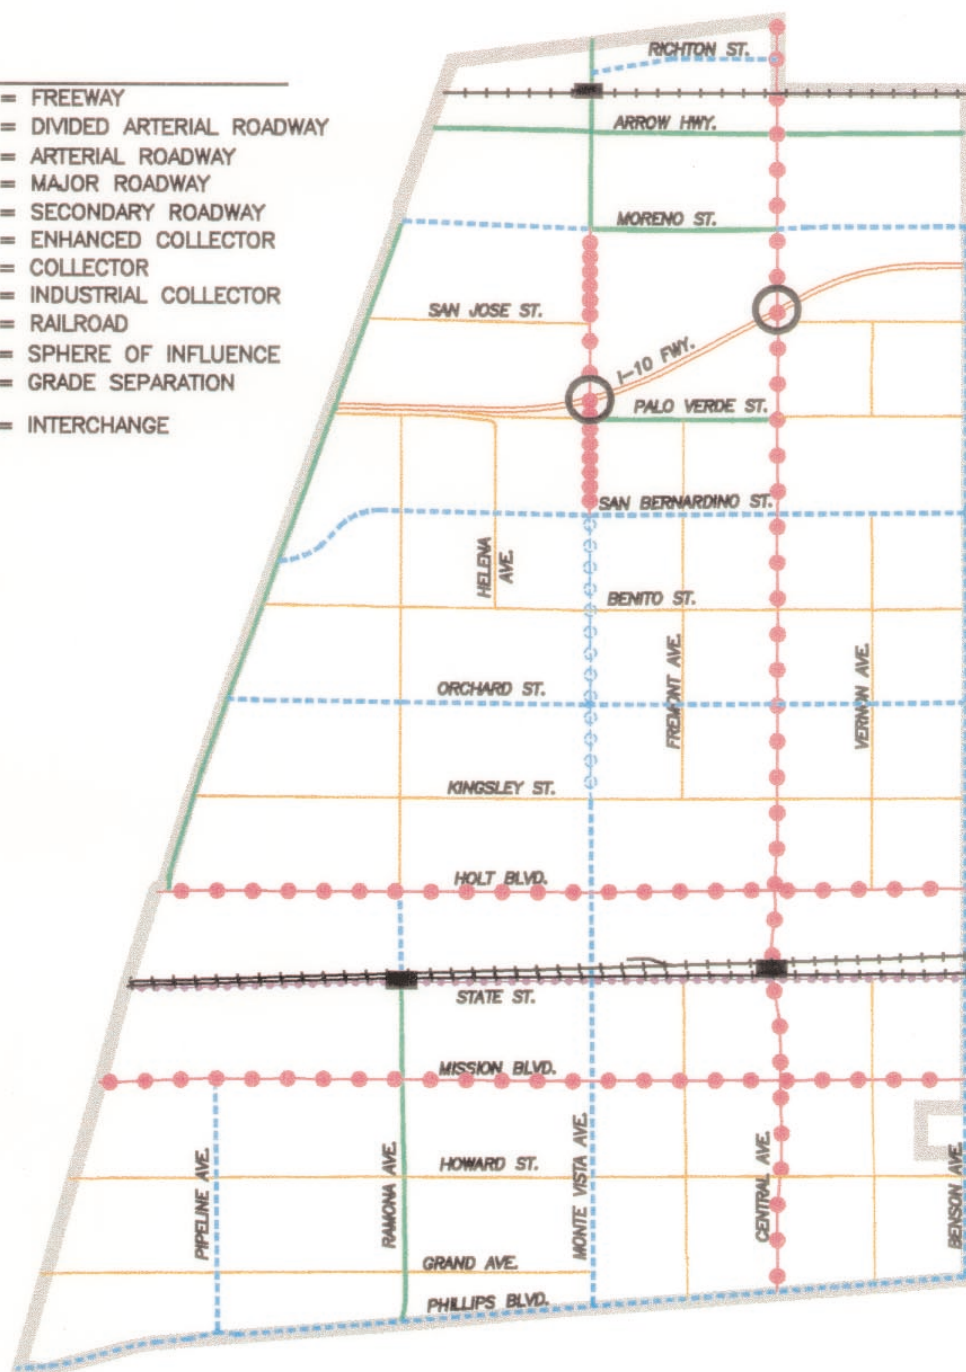 = FREEWAY
= DIVIDED ARTERIAL ROADWAY
= ARTERIAL ROADWAY
= MAJOR ROADWAY
= SECONDARY ROADWAY
= ENHANCED COLLECTOR
= COLLECTOR
= INDUSTRIAL COLLECTOR
= RAILROAD
= SPHERE OF INFLUENCE
= GRADE SEPARATION
= INTERCHANGE
RICHTON ST.
ARROW HWY.
MORENO ST.
SAN JOSE ST.
I-10 FWY.
PALO VERDE ST.
SAN BERNARDINO ST.
HELENA
AVE.
BENITO ST.
FREMONT AVE.
VERNON AVE.
ORCHARD ST.
KINGSLEY ST.
HOLT BLVD.
STATE ST.
MISSION BLVD.
PIPELINE AVE.
RAMONA AVE.
HOWARD ST.
MONTE VISTA AVE.
CENTRAL AVE.
BENSON AVE.
GRAND AVE.
PHILLIPS BLVD.